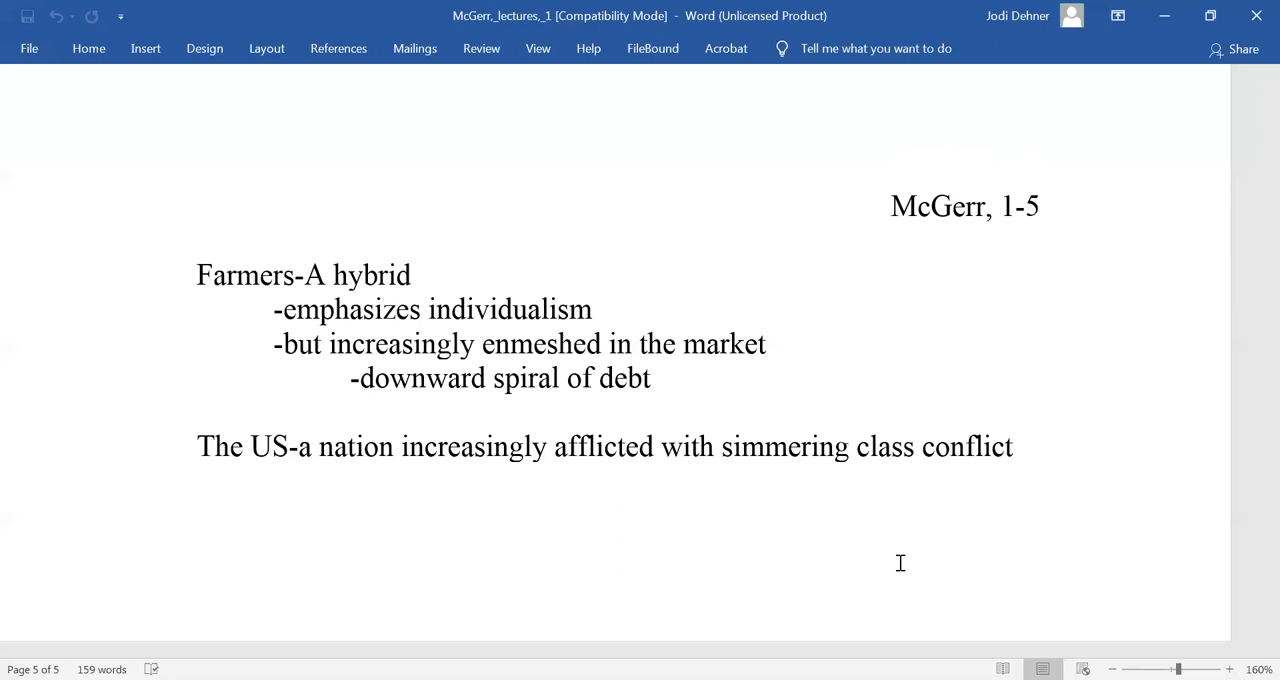 McGerr,_lectures,_1 [Compatibility Mode] - Word (Unlicensed Product)
Jodi Dehner
File Home Insert Design Layout References Mailings Review View Help FileBound Acrobat Tell me what you want to do Share
McGerr, 1-5
Farmers-A hybrid
-emphasizes individualism
-but increasingly enmeshed in the market
-downward spiral of debt
The US-a nation increasingly afflicted with simmering class conflict
Page 5 of 5 159 words 160%